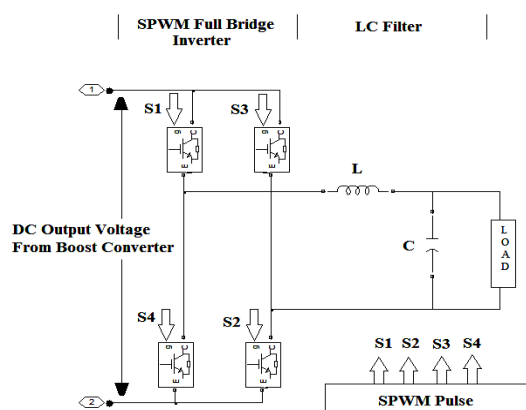 SPWM Full Bridge
Inverter
LC Filter
1
S1
S3
g
C
E
g
C
E
L
DC Output Voltage
From Boost Converter
C
L
O
A
D
S4
S2
g
C
E
g
C
E
2
S1 S2 S3 S4
SPWM Pulse